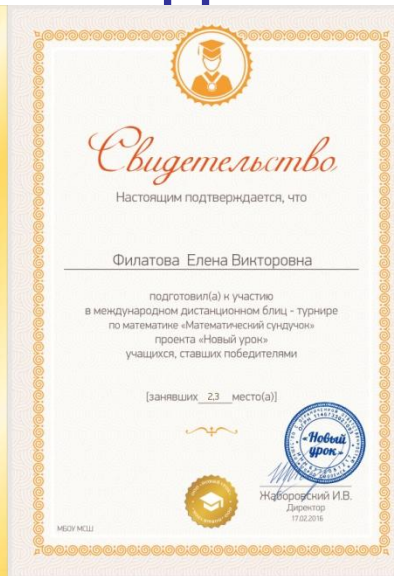 Свидетельство
Настоящим подтверждается, что
Филатова Елена Викторовна
подготовил(а) к участию
в международном дистанционном блиц - турнире
по математике «Математический сундучок»
проекта «Новый урок»
учащихся, ставших победителями
[занявших 2,3 место(а)]
«Новый
урок»
Жаборовский И.В.
Директор
17.02.2016
МБОУ МСШ